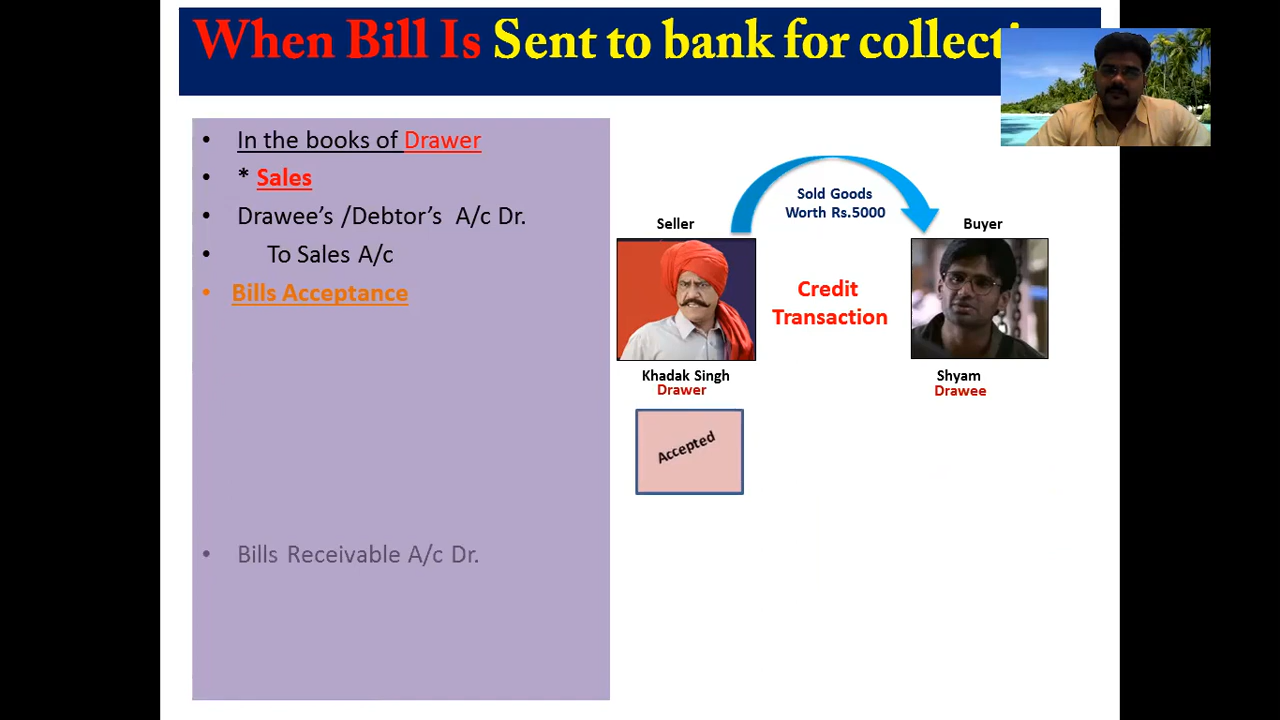 When Bill Is Sent to bank for collecti
• In the books of Drawer
• * Sales
• Drawee's /Debtor's A/c Dr.
• To Sales A/c
• Bills Acceptance
• Bills Receivable A/c Dr.
Sold Goods
Worth Rs.5000
Seller
Buyer
Credit
Transaction
Khadak Singh
Drawer
Shyam
Drawee
Accepted